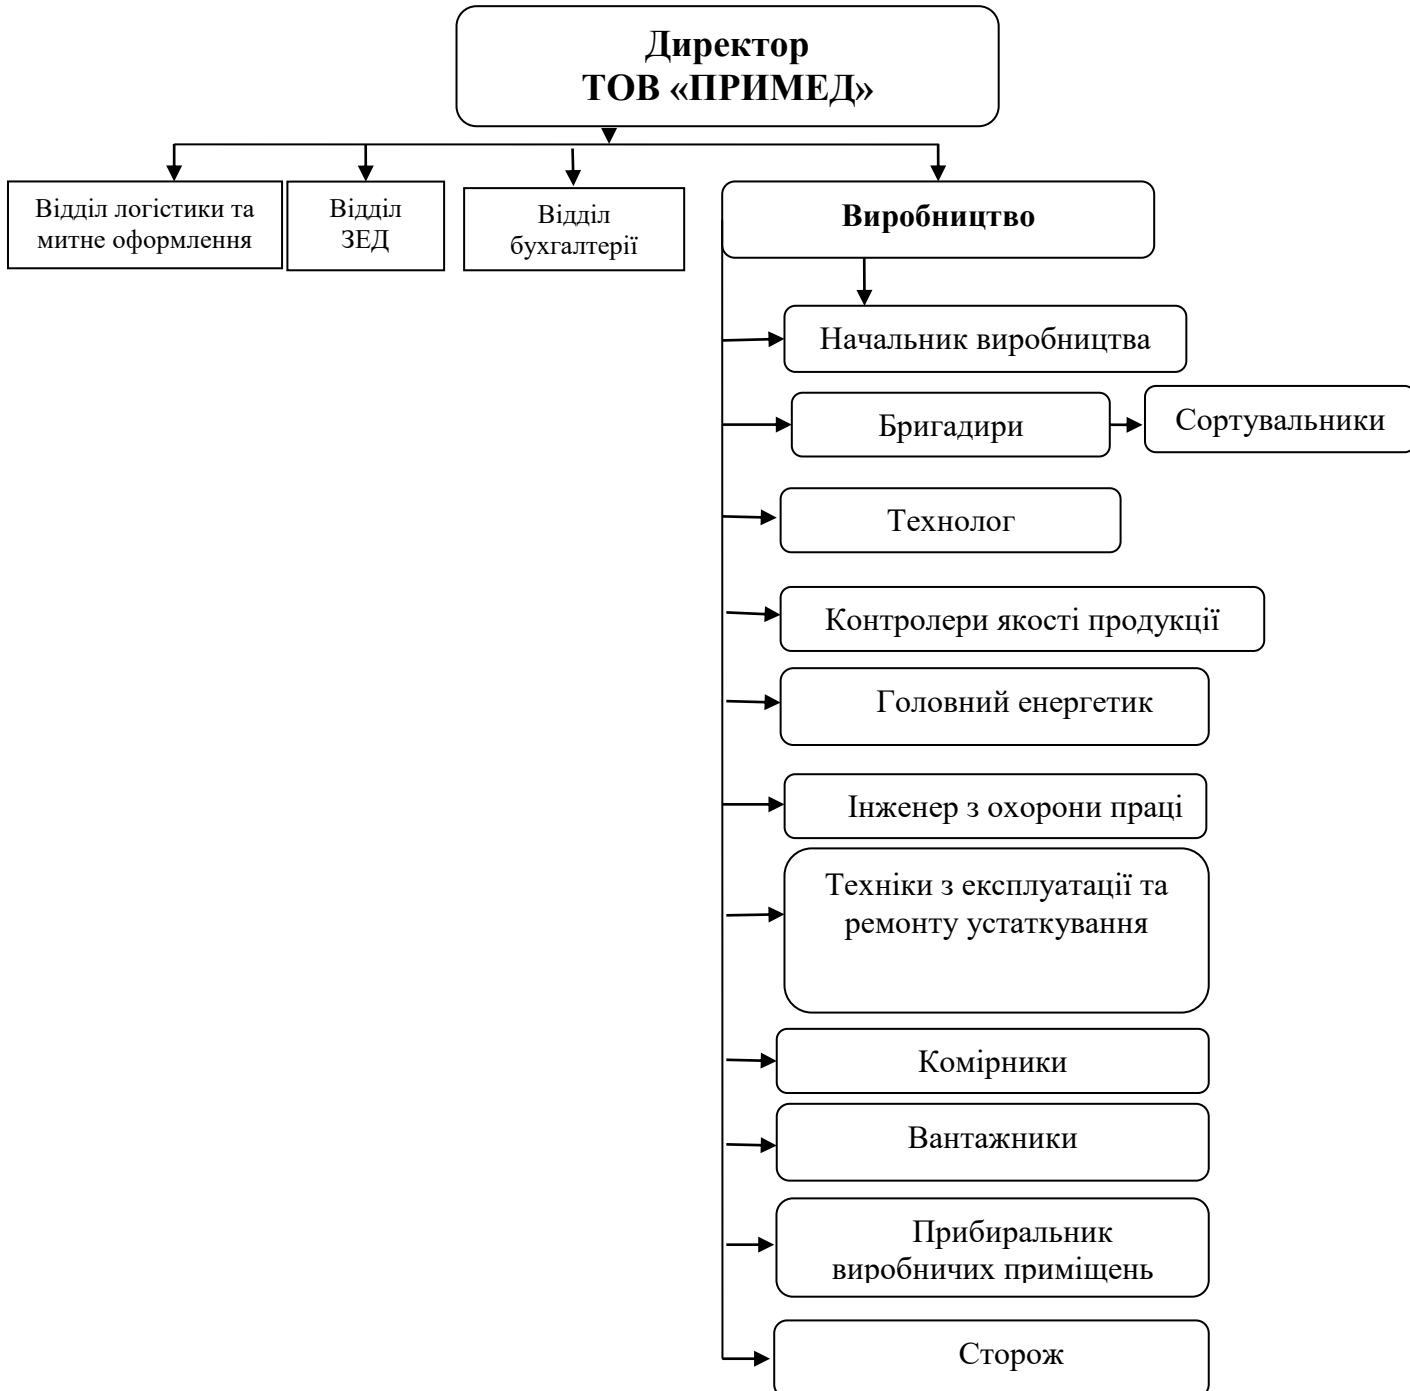 Директор
ТОВ «ПРИМЕД»
Відділ логістики та
митне оформлення
Відділ
ЗЕД
Відділ
бухгалтерії
Виробництво
Начальник виробництва
Бригадири
Сортувальники
Технолог
Контролери якості продукції
Головний енергетик
Інженер з охорони праці
Техніки з експлуатації та
ремонту устаткування
Комірники
Вантажники
Прибиральник
виробничих приміщень
Сторож